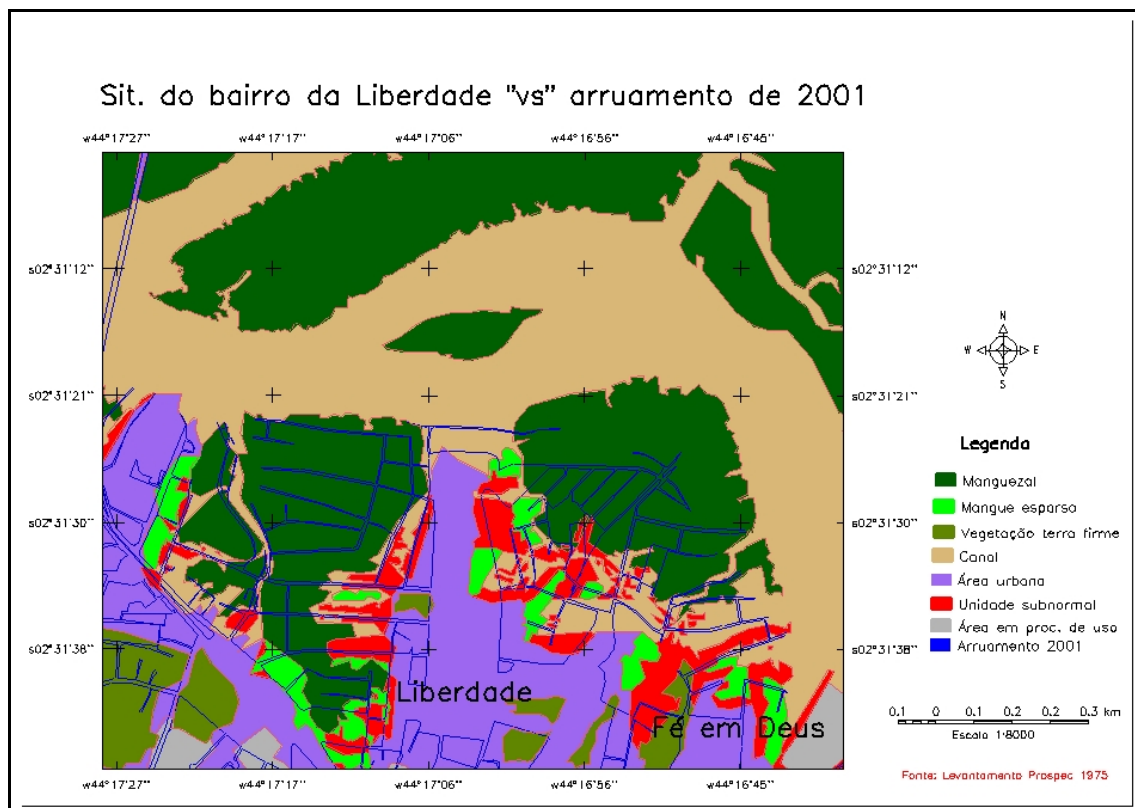 Sit. do bairro da Liberdade "vs" arruamento de 2001
w44°17'27'' w44°17'17'' w44°17'06'' w44°16'56'' w44°16'45''
s02°31'12'' s02°31'12''
N
W E
S
s02°31'21'' s02°31'21''
Legenda
Manguezal
Mangue esparso
s02°31'30'' s02°31'30''
Vegetação terra firme
Canal
Área urbana
Unidade subnormal
Área em proc. de uso
s02°31'38'' s02°31'38''
Arruamento 2001
Liberdade
Fé em Deus
0.1 0 0.1 0.2 0.2 0.3 km
Escala 1:8000
Fonte: Levantamento Prospec 1975
w44°17'27'' w44°17'17'' w44°17'06'' w44°16'56'' w44°16'45''